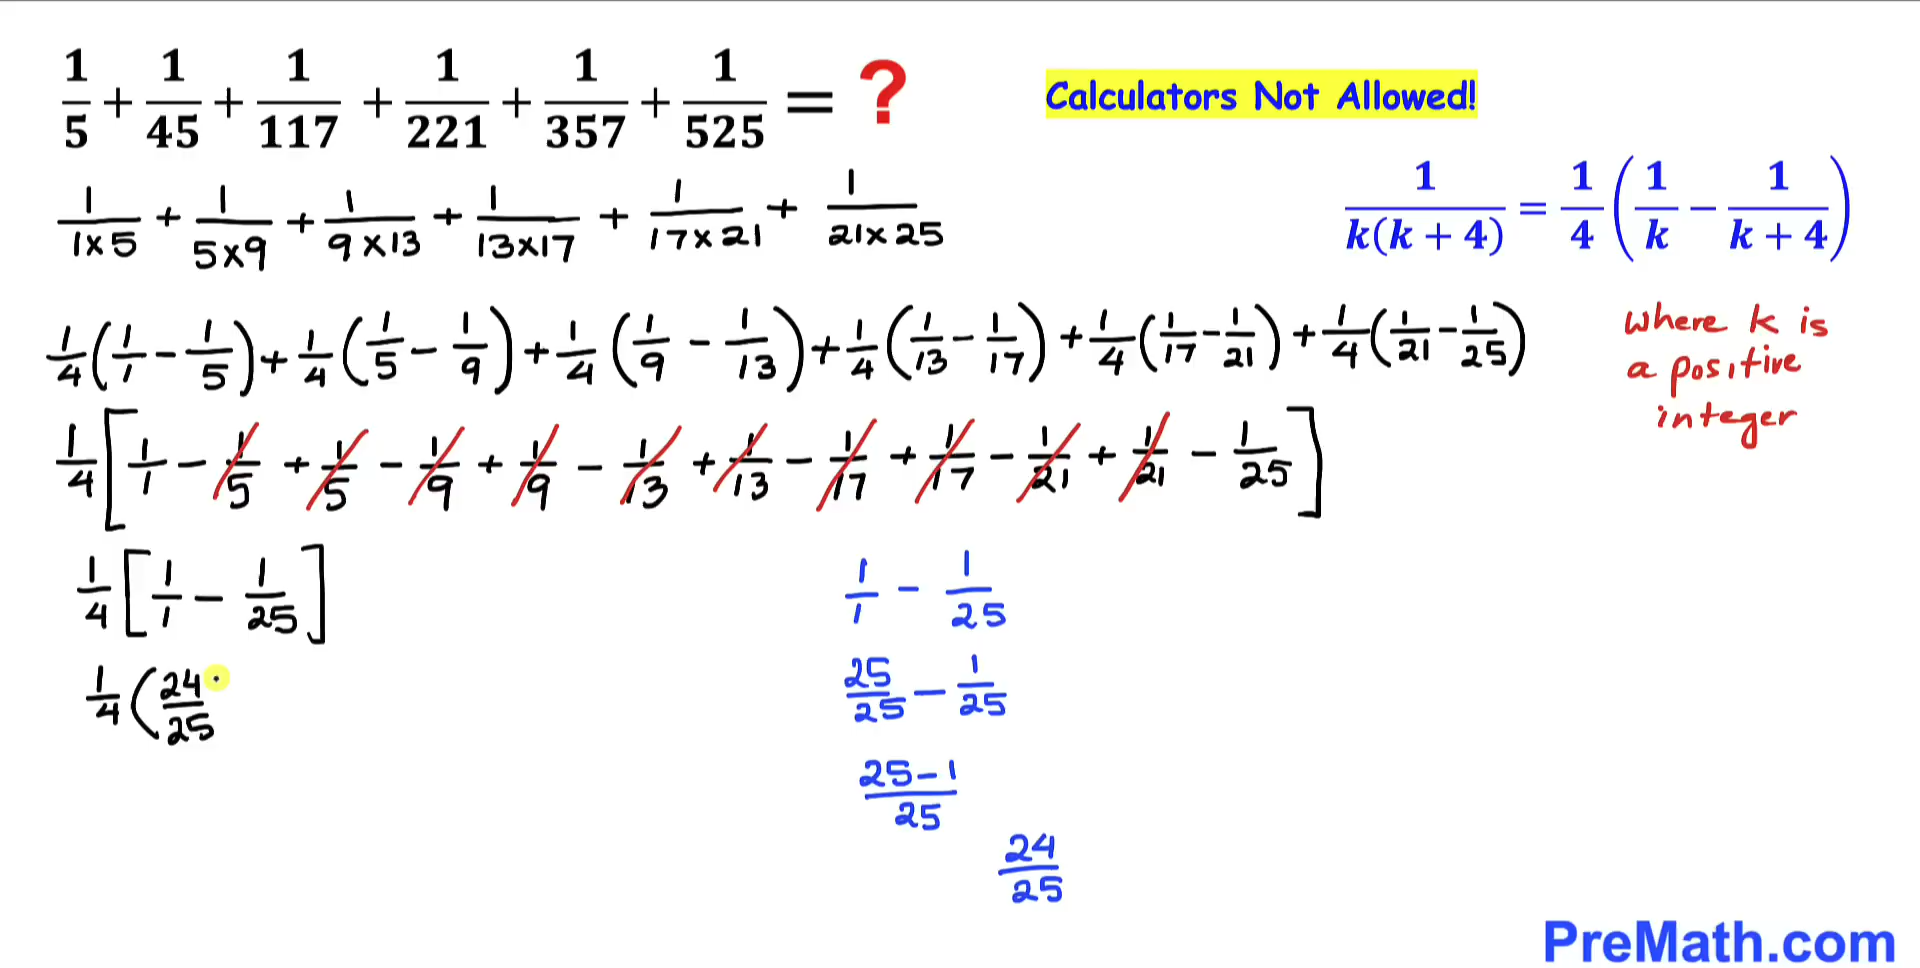 1/5 + 1/45 + 1/117 + 1/221 + 1/357 + 1/525 = ?
Calculators Not Allowed!
1/(k(k + 4)) = 1/4 (1/k − 1/(k + 4))
where k is
a positive
integer
1/(1×5) + 1/(5×9) + 1/(9×13) + 1/(13×17) + 1/(17×21) + 1/(21×25)
1/4 (1/1 − 1/5) + 1/4 (1/5 − 1/9) + 1/4 (1/9 − 1/13) + 1/4 (1/13 − 1/17) + 1/4 (1/17 − 1/21) + 1/4 (1/21 − 1/25)
1/4 [1/1 − 1/5 + 1/5 − 1/9 + 1/9 − 1/13 + 1/13 − 1/17 + 1/17 − 1/21 + 1/21 − 1/25]
1/4 [1/1 − 1/25]
1/4 (24/25
1/1 − 1/25
25/25 − 1/25
(25−1)/25
24/25
PreMath.com